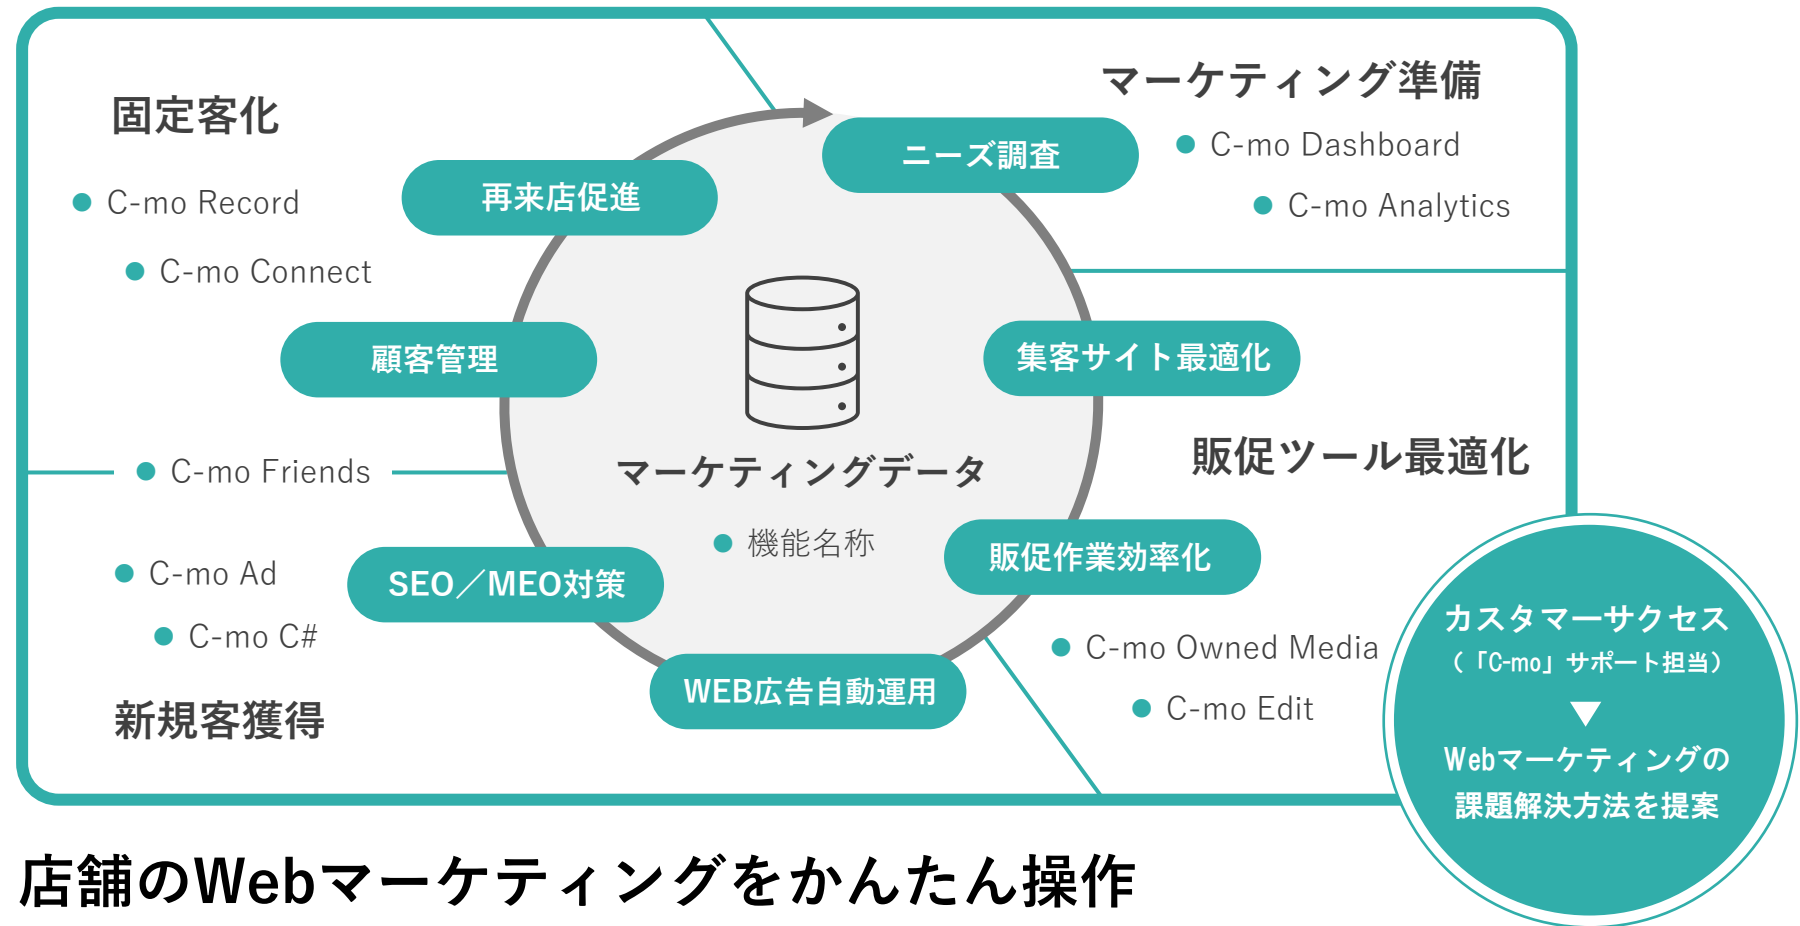 固定客化
C-mo Record
C-mo Connect
再来店促進
顧客管理
マーケティング準備
C-mo Dashboard
C-mo Analytics
ニーズ調査
集客サイト最適化
販促ツール最適化
販促作業効率化
C-mo Owned Media
C-mo Edit
マーケティングデータ
機能名称
C-mo Friends
C-mo Ad
C-mo C#
新規客獲得
SEO／MEO対策
WEB広告自動運用
カスタマーサクセス
（「C-mo」サポート担当）
Webマーケティングの
課題解決方法を提案
店舗のWebマーケティングをかんたん操作